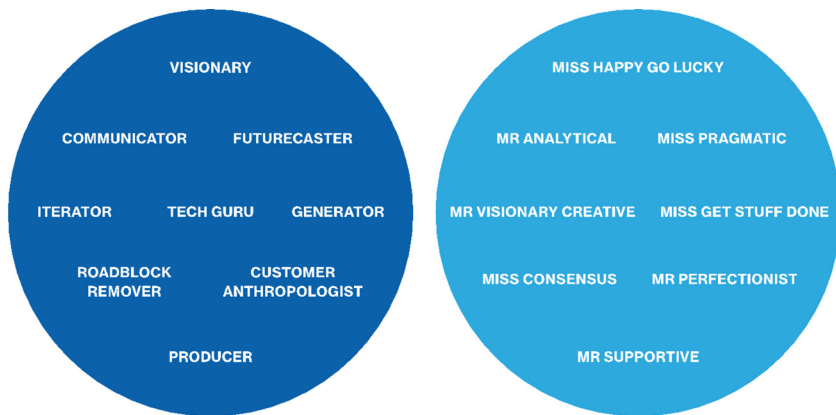 VISIONARY
COMMUNICATOR
FUTURECASTER
ITERATOR
TECH GURU
GENERATOR
ROADBLOCK
REMOVER
CUSTOMER
ANTHROPOLOGIST
PRODUCER
MISS HAPPY GO LUCKY
MR ANALYTICAL
MISS PRAGMATIC
MR VISIONARY CREATIVE
MISS GET STUFF DONE
MISS CONSENSUS
MR PERFECTIONIST
MR SUPPORTIVE